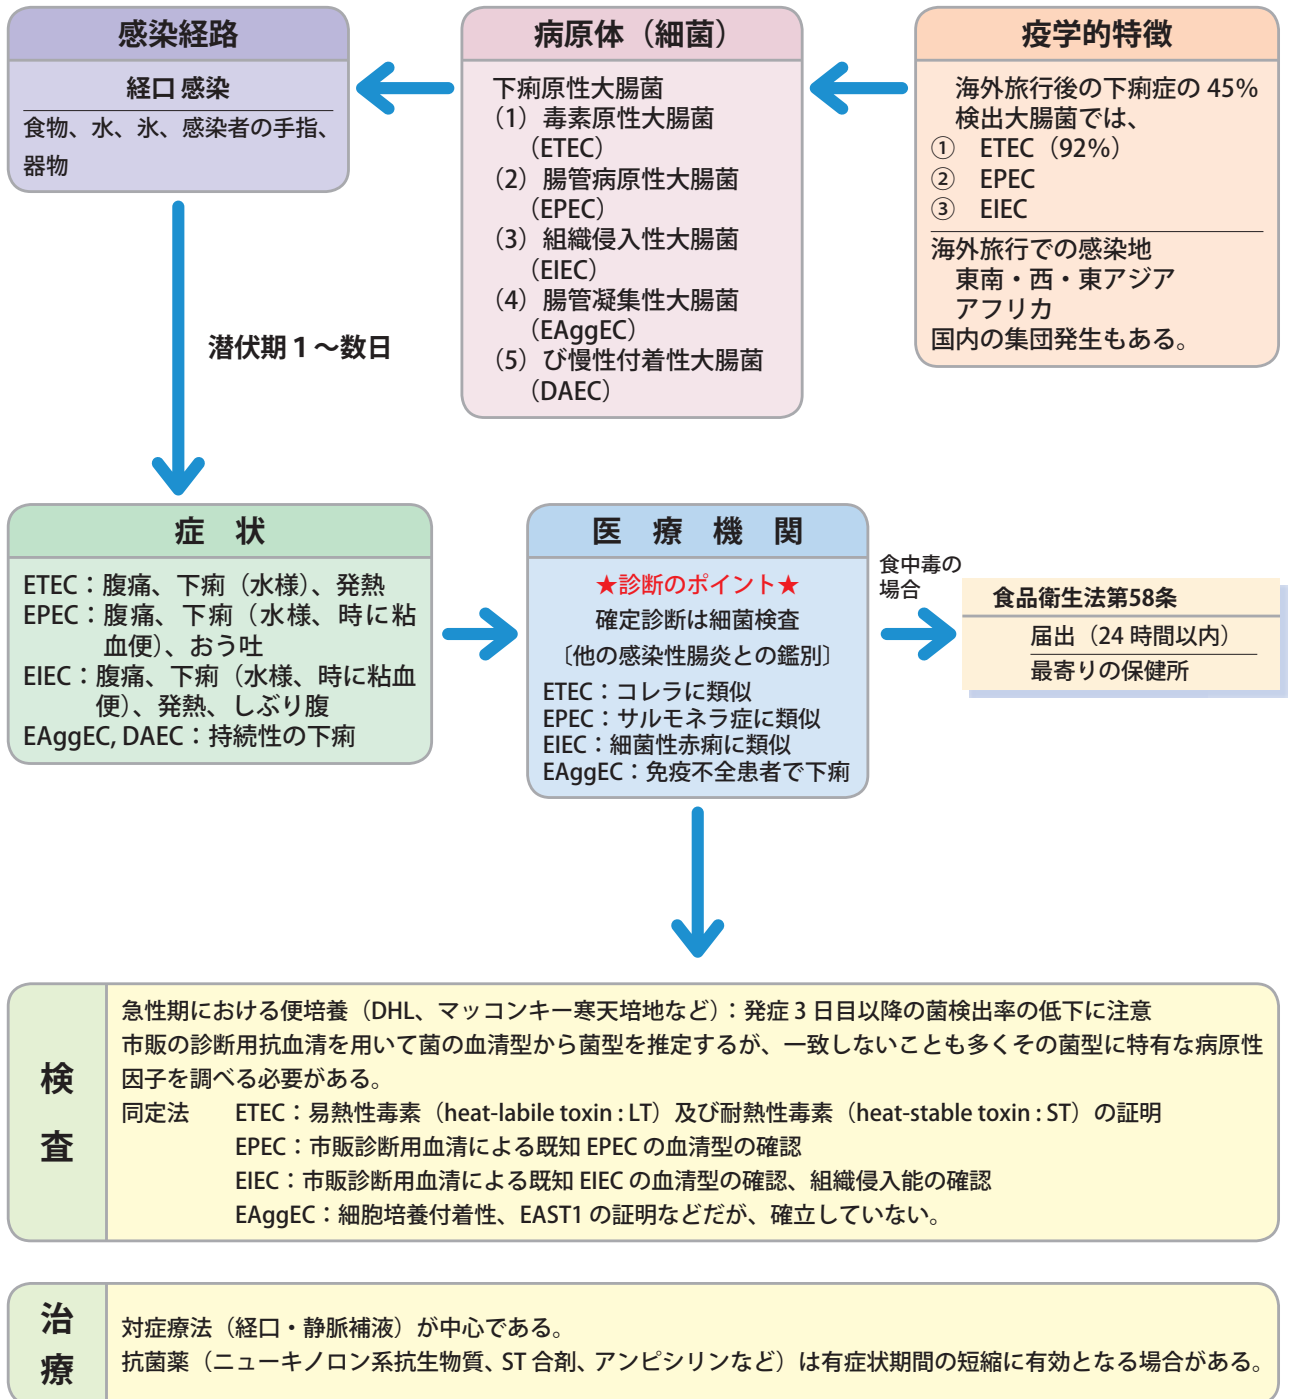 感染経路
経口 感染
食物、水、氷、感染者の手指、
器物
病原体（細菌）
下痢原性大腸菌
（1）毒素原性大腸菌
（ETEC）
（2）腸管病原性大腸菌
（EPEC）
（3）組織侵入性大腸菌
（EIEC）
（4）腸管凝集性大腸菌
（EAggEC）
（5）び慢性付着性大腸菌
（DAEC）
疫学的特徴
海外旅行後の下痢症の 45％
検出大腸菌では、
① ETEC（92％）
② EPEC
③ EIEC
海外旅行での感染地
東南・西・東アジア
アフリカ
国内の集団発生もある。
潜伏期 1 ～数日
症 状
ETEC：腹痛、下痢（水様）、発熱
EPEC：腹痛、下痢（水様、時に粘
血便）、おう吐
EIEC：腹痛、下痢（水様、時に粘血
便）、発熱、しぶり腹
EAggEC, DAEC：持続性の下痢
医 療 機 関
★診断のポイント★
確定診断は細菌検査
〔他の感染性腸炎との鑑別〕
ETEC：コレラに類似
EPEC：サルモネラ症に類似
EIEC：細菌性赤痢に類似
EAggEC：免疫不全患者で下痢
食中毒の
場合
食品衛生法第58条
届出（24 時間以内）
最寄りの保健所
検査
急性期における便培養（DHL、マッコンキー寒天培地など）：発症 3 日目以降の菌検出率の低下に注意
市販の診断用抗血清を用いて菌の血清型から菌型を推定するが、一致しないことも多くその菌型に特有な病原性
因子を調べる必要がある。
同定法 ETEC：易熱性毒素（heat-labile toxin : LT）及び耐熱性毒素（heat-stable toxin : ST）の証明
EPEC：市販診断用血清による既知 EPEC の血清型の確認
EIEC：市販診断用血清による既知 EIEC の血清型の確認、組織侵入能の確認
EAggEC：細胞培養付着性、EAST1 の証明などだが、確立していない。
治療
対症療法（経口・静脈補液）が中心である。
抗菌薬（ニューキノロン系抗生物質、ST 合剤、アンピシリンなど）は有症状期間の短縮に有効となる場合がある。